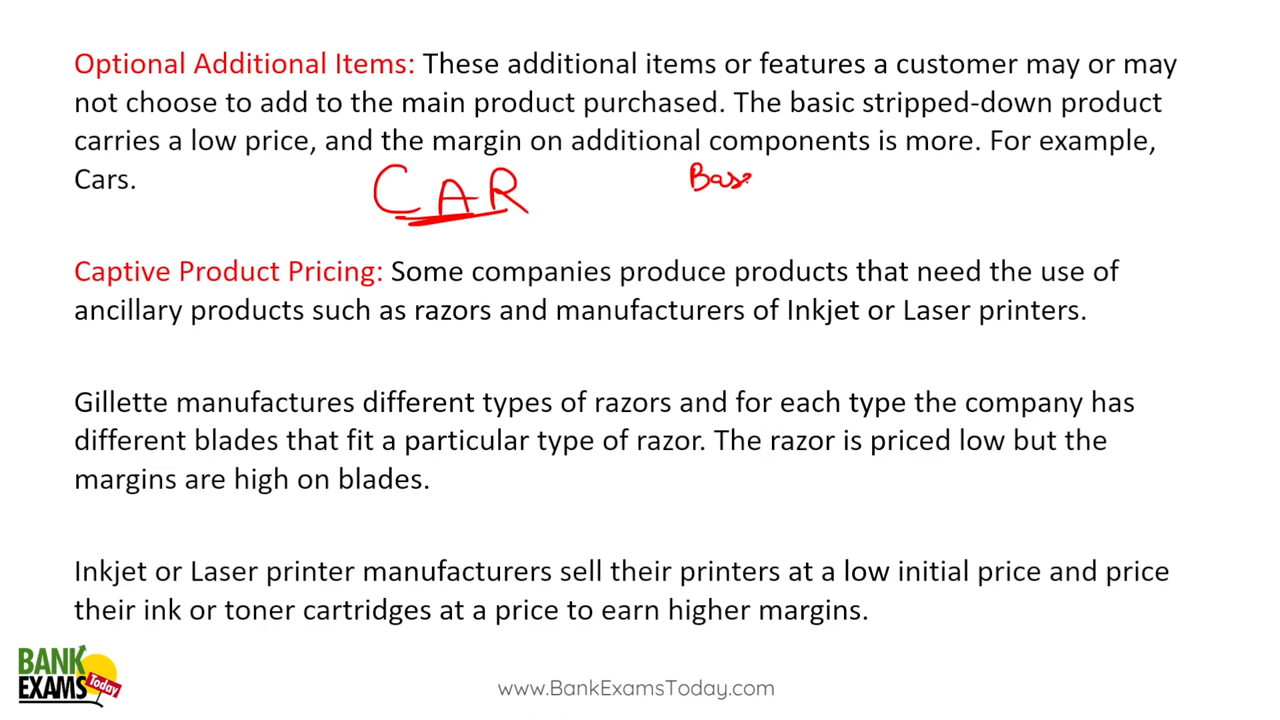 Optional Additional Items: These additional items or features a customer may or may
not choose to add to the main product purchased. The basic stripped-down product
carries a low price, and the margin on additional components is more. For example,
Cars.
CAR
Captive Product Pricing: Some companies produce products that need the use of
ancillary products such as razors and manufacturers of Inkjet or Laser printers.
Gillette manufactures different types of razors and for each type the company has
different blades that fit a particular type of razor. The razor is priced low but the
margins are high on blades.
Inkjet or Laser printer manufacturers sell their printers at a low initial price and price
their ink or toner cartridges at a price to earn higher margins.
BANK
EXAMS Today
www.BankExamsToday.com